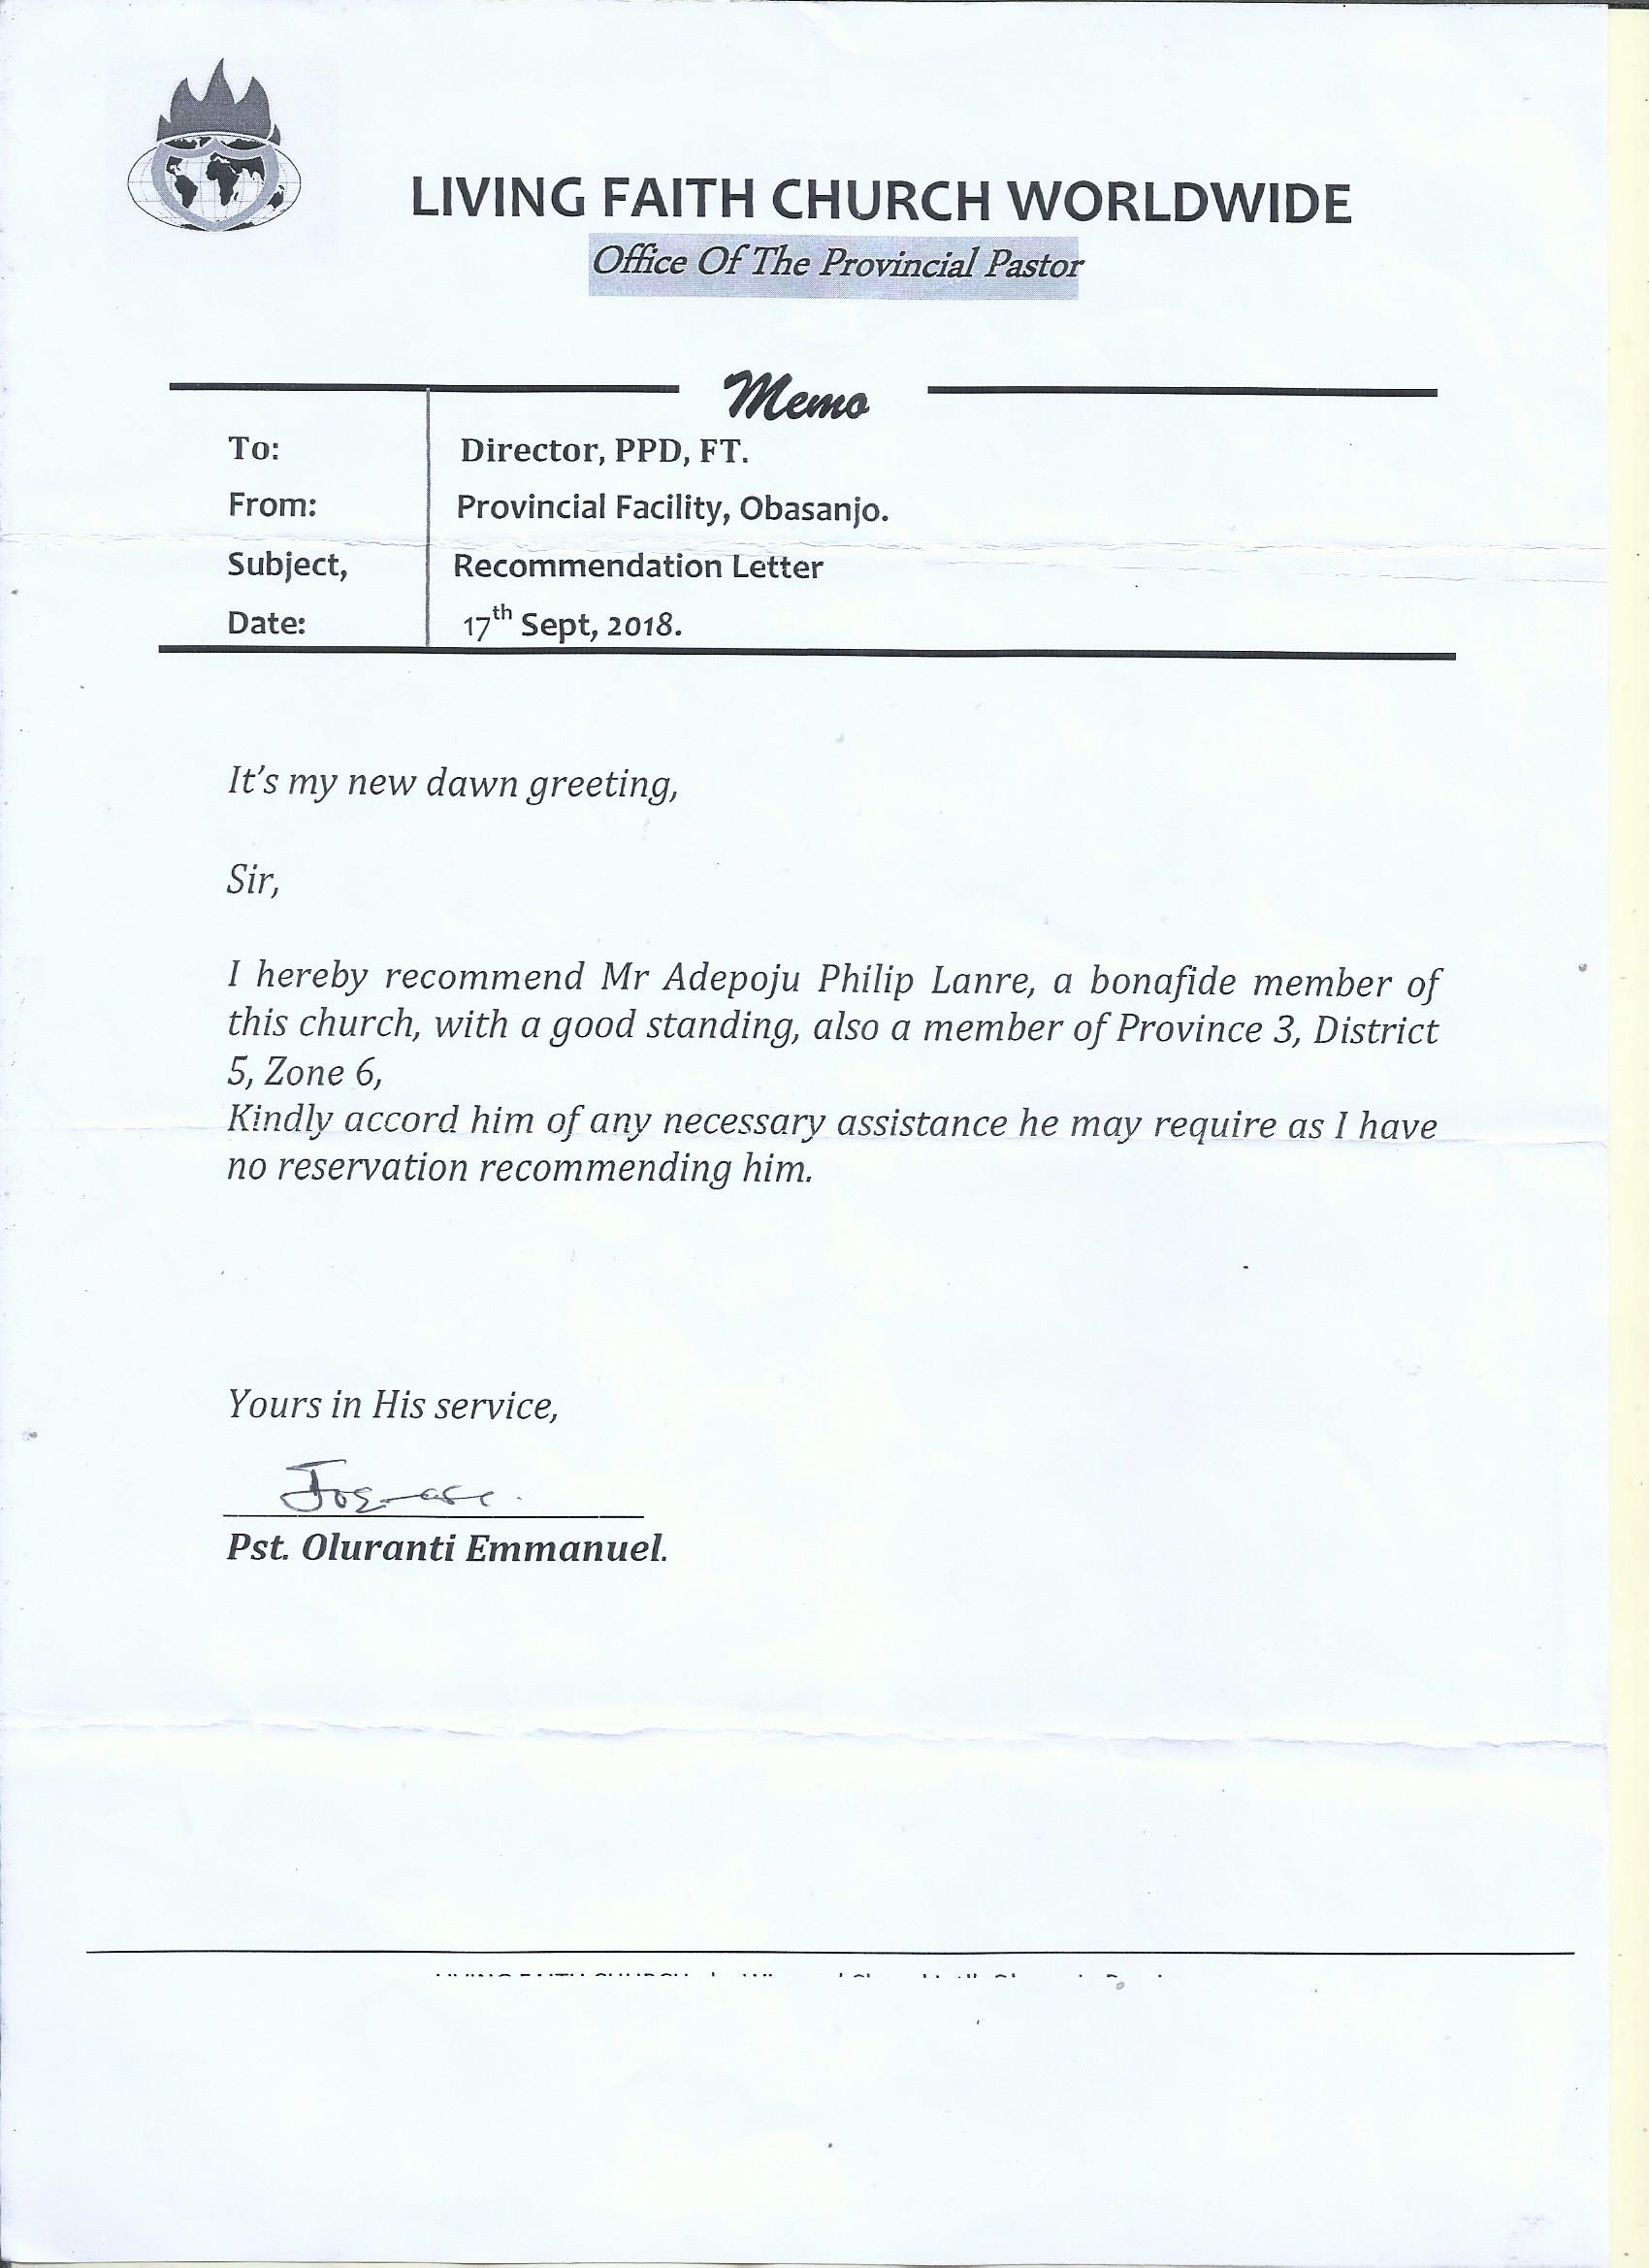 LIVING FAITH CHURCH WORLDWIDE
Office Of The Provincial Pastor
Memo
To: Director, PPD, FT.
From: Provincial Facility, Obasanjo.
Subject, Recommendation Letter
Date: 17th Sept, 2018.
It's my new dawn greeting,
Sir,
I hereby recommend Mr Adepoju Philip Lanre, a bonafide member of
this church, with a good standing, also a member of Province 3, District
5, Zone 6,
Kindly accord him of any necessary assistance he may require as I have
no reservation recommending him.
Yours in His service,
Pst. Oluranti Emmanuel.